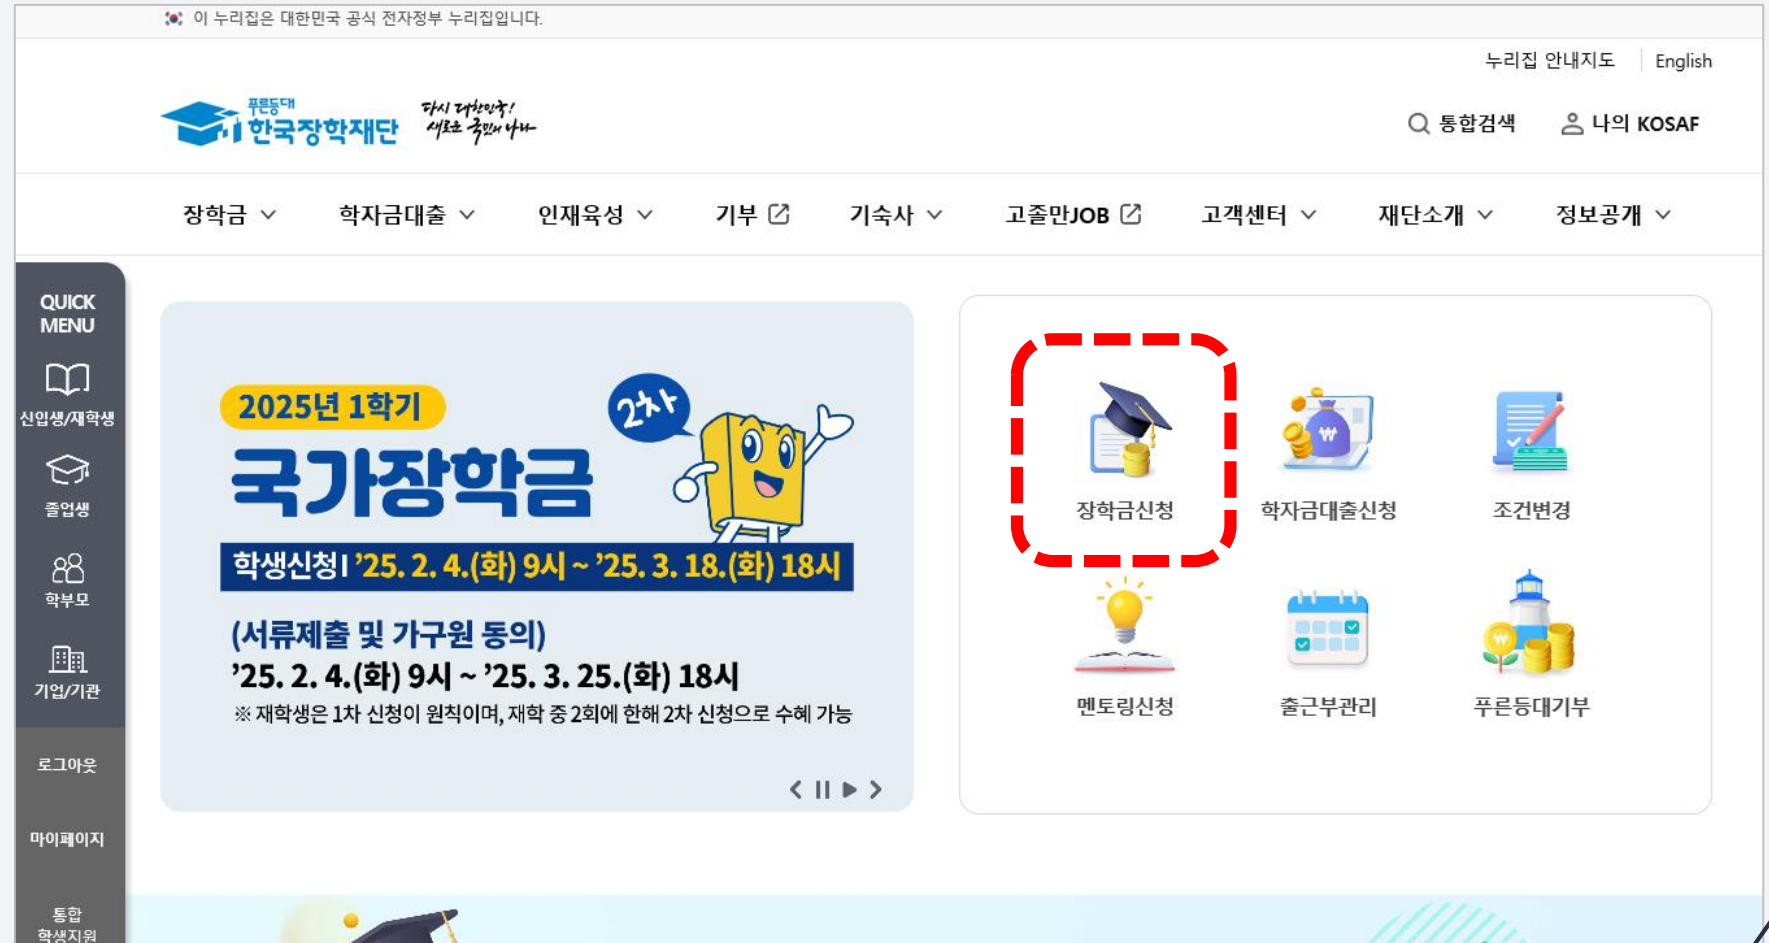 이 누리집은 대한민국 공식 전자정부 누리집입니다.
누리집 안내지도 English
푸른등대
한국장학재단
다시 대한민국!
새로운 국민의 나라
통합검색 나의 KOSAF
장학금 학자금대출 인재육성 기부 기숙사 고졸만JOB 고객센터 재단소개 정보공개
QUICK
MENU
신입생/재학생
졸업생
학부모
기업/기관
로그아웃
마이페이지
통합
학생지원
2025년 1학기
2차
국가장학금
학생신청 | ’25. 2. 4.(화) 9시 ~ ’25. 3. 18.(화) 18시
(서류제출 및 가구원 동의)
’25. 2. 4.(화) 9시 ~ ’25. 3. 25.(화) 18시
※ 재학생은 1차 신청이 원칙이며, 재학 중 2회에 한해 2차 신청으로 수혜 가능
장학금신청 학자금대출신청 조건변경
멘토링신청 출근부관리 푸른등대기부